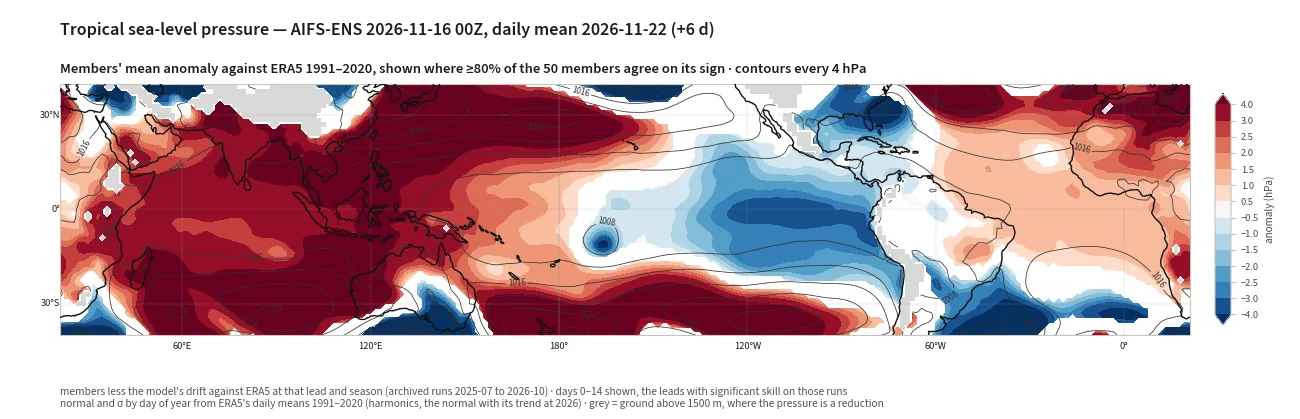 Tropical sea-level pressure — AIFS-ENS 2026-11-16 00Z, daily mean 2026-11-22 (+6 d)
Members' mean anomaly against ERA5 1991–2020, shown where ≥80% of the 50 members agree on its sign · contours every 4 hPa
30°N
0°
30°S
60°E
120°E
180°
120°W
60°W
0°
1016
1016
1016
1008
1016
1016
1016
4.0
3.0
2.0
1.5
1.0
0.5
−0.5
−1.0
−1.5
−2.0
−3.0
−4.0
anomaly (hPa)
members less the model's drift against ERA5 at that lead and season (archived runs 2025-07 to 2026-10) · days 0–14 shown, the leads with significant skill on those runs
normal and σ by day of year from ERA5's daily means 1991–2020 (harmonics, the normal with its trend at 2026) · grey = ground above 1500 m, where the pressure is a reduction